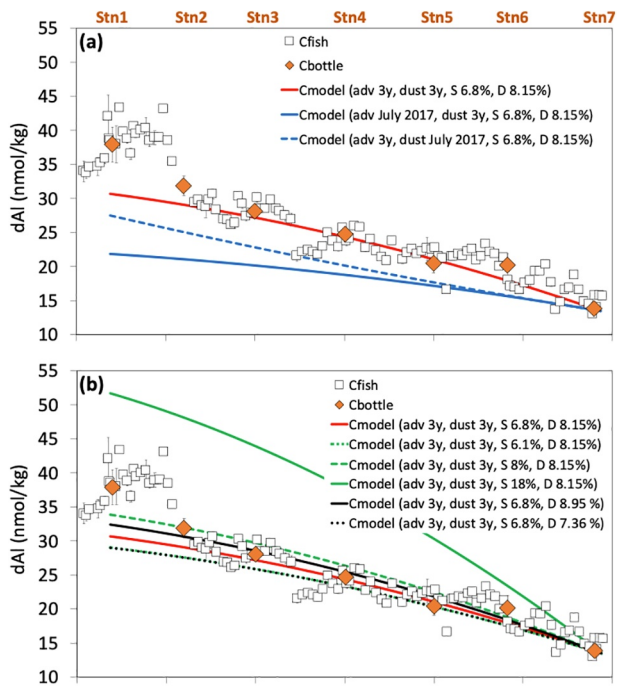 Stn1 Stn2 Stn3 Stn4 Stn5 Stn6 Stn7
55
50
45
40
35
30
25
20
15
10
dAl (nmol/kg)
(a)
Cfish
Cbottle
Cmodel (adv 3y, dust 3y, S 6.8%, D 8.15%)
Cmodel (adv July 2017, dust 3y, S 6.8%, D 8.15%)
Cmodel (adv 3y, dust July 2017, S 6.8%, D 8.15%)
55
50
45
40
35
30
25
20
15
10
dAl (nmol/kg)
(b)
Cfish
Cbottle
Cmodel (adv 3y, dust 3y, S 6.8%, D 8.15%)
Cmodel (adv 3y, dust 3y, S 6.1%, D 8.15%)
Cmodel (adv 3y, dust 3y, S 8%, D 8.15%)
Cmodel (adv 3y, dust 3y, S 18%, D 8.15%)
Cmodel (adv 3y, dust 3y, S 6.8%, D 8.95 %)
Cmodel (adv 3y, dust 3y, S 6.8%, D 7.36 %)